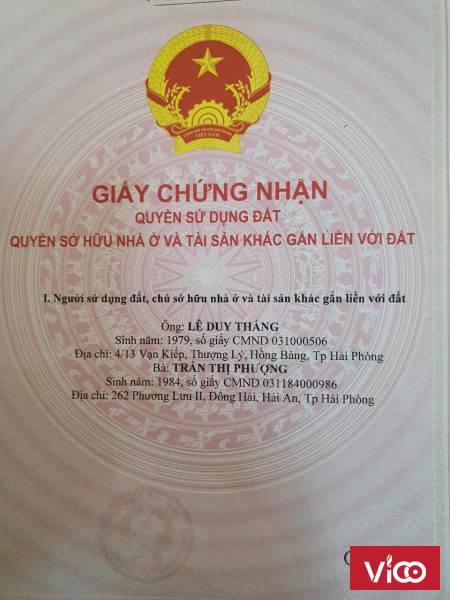 VIỆT NAM
GIẤY CHỨNG NHẬN
QUYỀN SỬ DỤNG ĐẤT
QUYỀN SỞ HỮU NHÀ Ở VÀ TÀI SẢN KHÁC GẮN LIỀN VỚI ĐẤT
I. Người sử dụng đất, chủ sở hữu nhà ở và tài sản khác gắn liền với đất
Ông: LÊ DUY THẮNG
Sinh năm: 1979, số giấy CMND 031000506
Địa chỉ: 4/13 Vạn Kiếp, Thượng Lý, Hồng Bàng, Tp Hải Phòng
Bà: TRẦN THỊ PHƯỢNG
Sinh năm: 1984, số giấy CMND 031184000986
Địa chỉ: 262 Phương Lưu II, Đông Hải, Hải An, Tp Hải Phòng
C
Vico